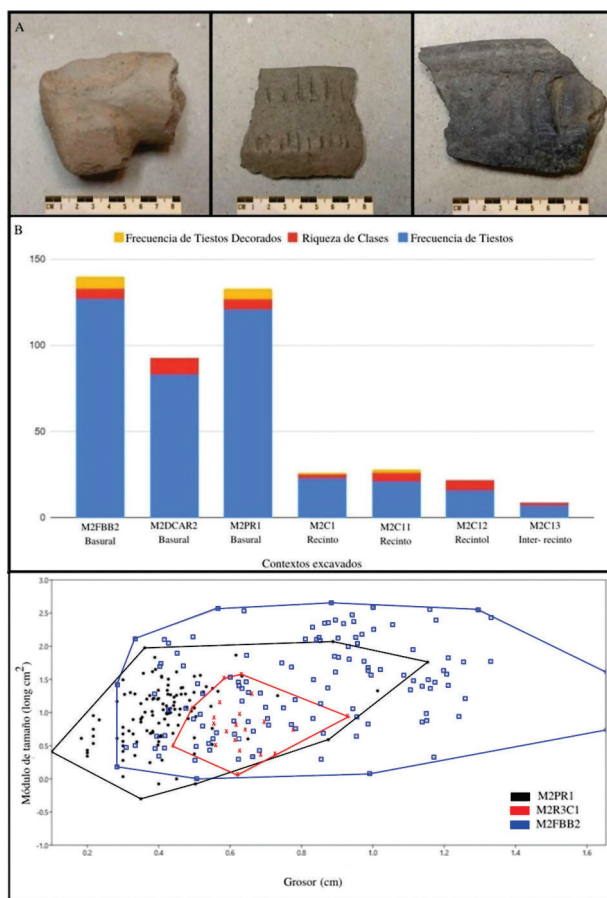 A
CM 1 2 3 4 5 6 7 8
CM 1 2 3 4 5 6 7 8
CM 1 2 3 4 5 6 7 8
B
Frecuencia de Tiestos Decorados Riqueza de Clases Frecuencia de Tiestos
150
100
50
0
M2FBB2 M2DCAR2 M2PR1 M2C1 M2C11 M2C12 M2C13
Basural Basural Basural Recinto Recinto Recintol Inter- recinto
Contextos excavados
Módulo de tamaño (long cm²)
3.0
2.5
2.0
1.5
1.0
0.5
0.0
-0.5
-1.0
0.2 0.4 0.6 0.8 1.0 1.2 1.4 1.6
M2PR1
M2R3C1
M2FBB2
Grosor (cm)